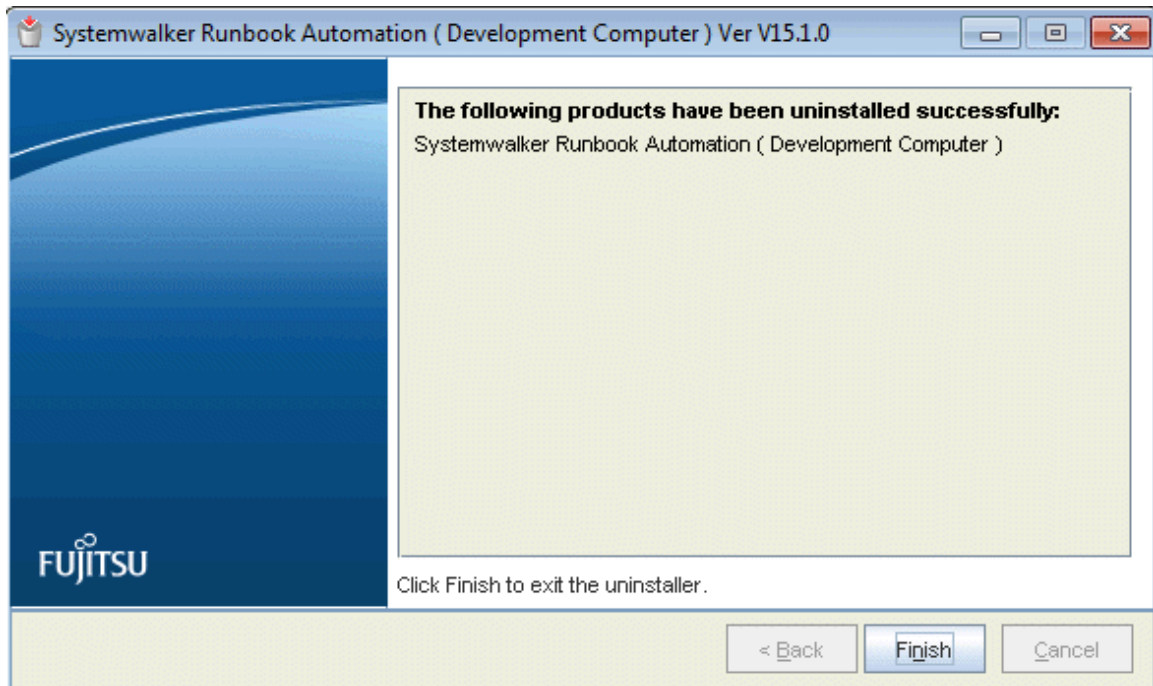 Systemwalker Runbook Automation ( Development Computer ) Ver V15.1.0
The following products have been uninstalled successfully:
Systemwalker Runbook Automation ( Development Computer )
FUJITSU
Click Finish to exit the uninstaller.
< Back Finish Cancel